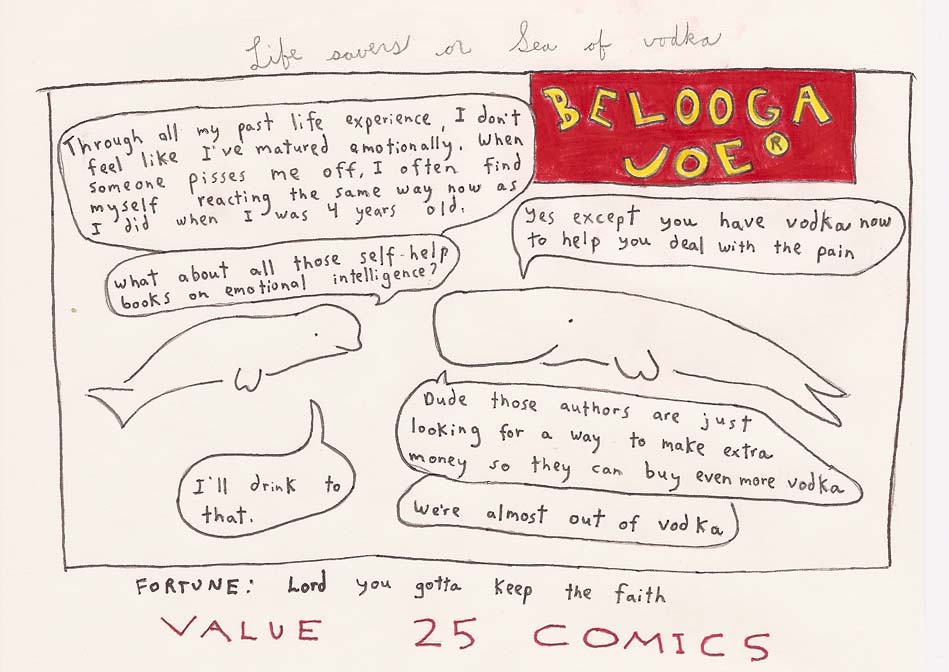 Life savers or Sea of vodka
BELOOGA
JOE®
Through all my past life experience, I don't
feel like I've matured emotionally. When
someone pisses me off, I often find
myself reacting the same way now as
I did when I was 4 years old.
Yes except you have vodka now
to help you deal with the pain
What about all those self-help
books on emotional intelligence?
Dude those authors are just
looking for a way to make extra
money so they can buy even more vodka
I'll drink to
that.
We're almost out of vodka
FORTUNE: Lord you gotta keep the faith
VALUE 25 COMICS